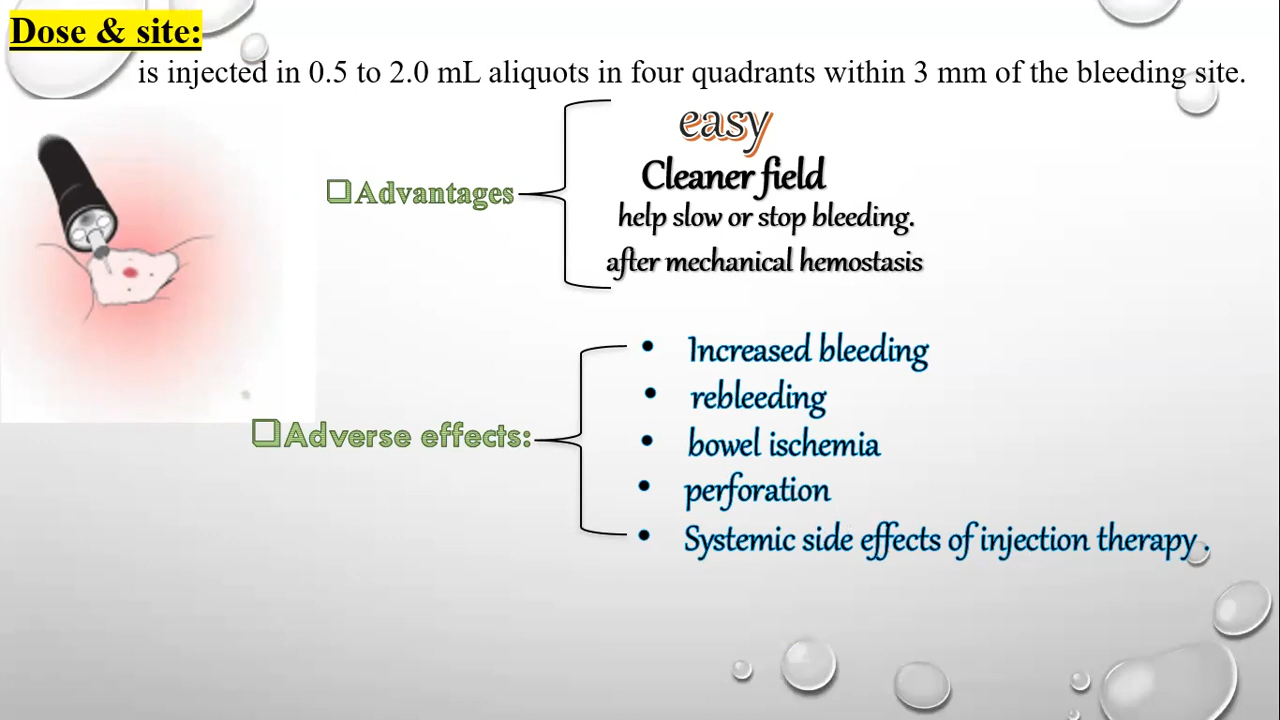 Dose & site:
is injected in 0.5 to 2.0 mL aliquots in four quadrants within 3 mm of the bleeding site.
❑Advantages
easy
Cleaner field
help slow or stop bleeding.
after mechanical hemostasis
❑Adverse effects:
• Increased bleeding
• rebleeding
• bowel ischemia
• perforation
• Systemic side effects of injection therapy .